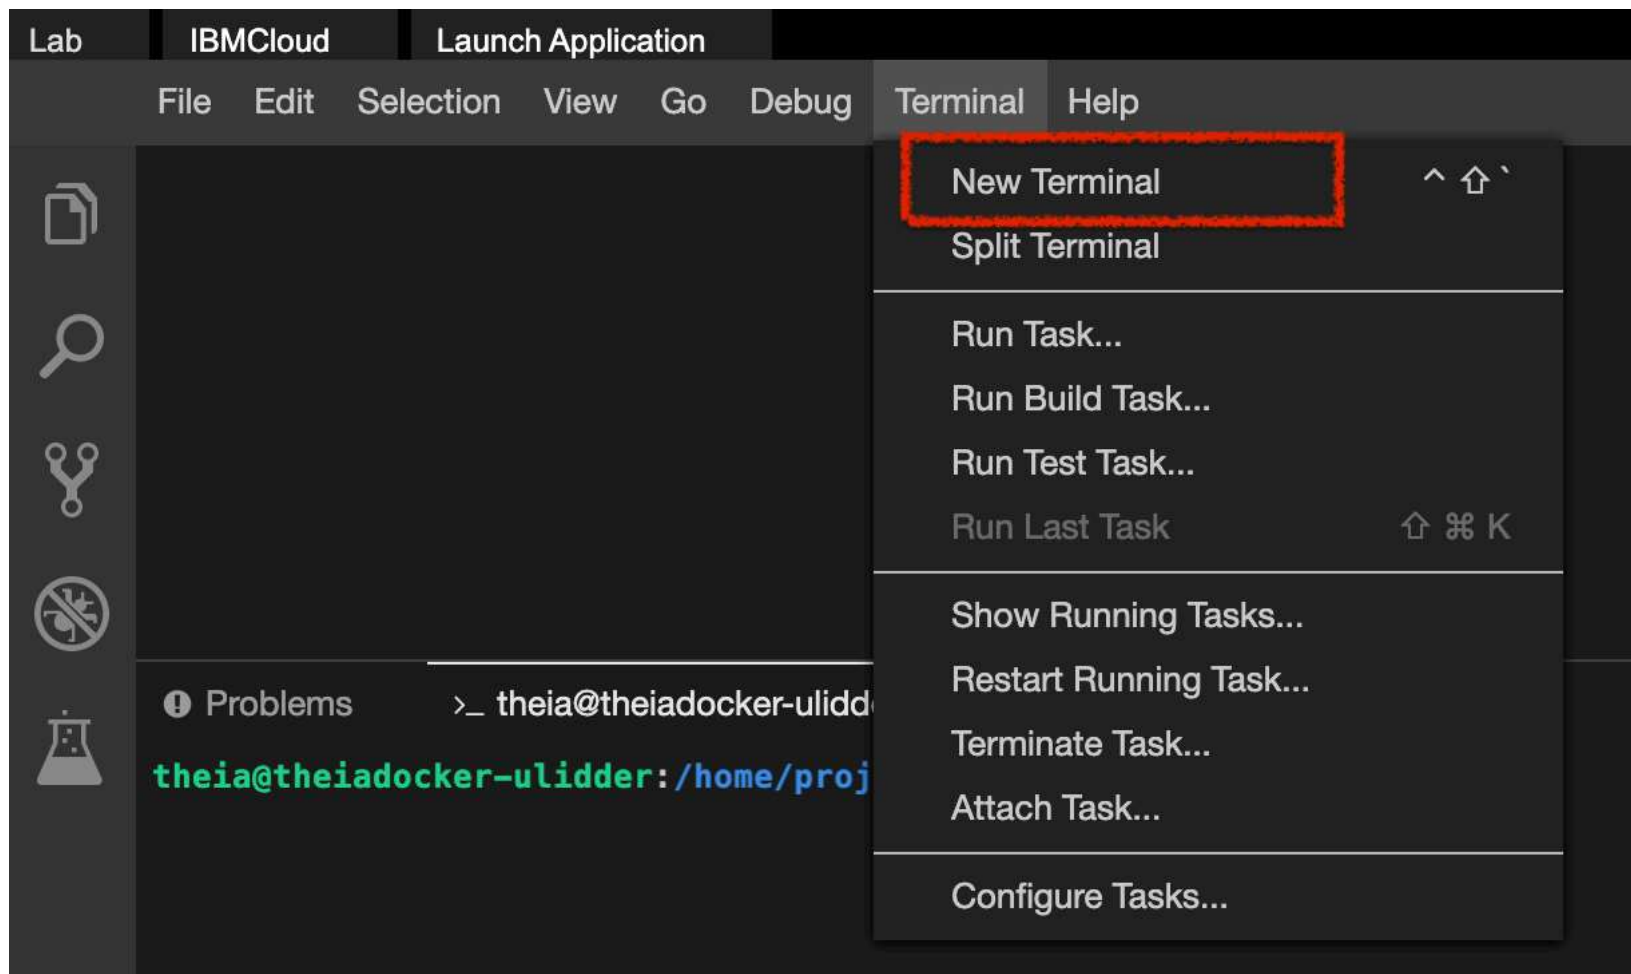 Lab IBMCloud Launch Application
File Edit Selection View Go Debug Terminal Help
New Terminal ^ ⇧ `
Split Terminal
Run Task...
Run Build Task...
Run Test Task...
Run Last Task ⇧ ⌘ K
Show Running Tasks...
Restart Running Task...
Terminate Task...
Attach Task...
Configure Tasks...
Problems >_ theia@theiadocker-ulidd
theia@theiadocker-ulidder:/home/proj